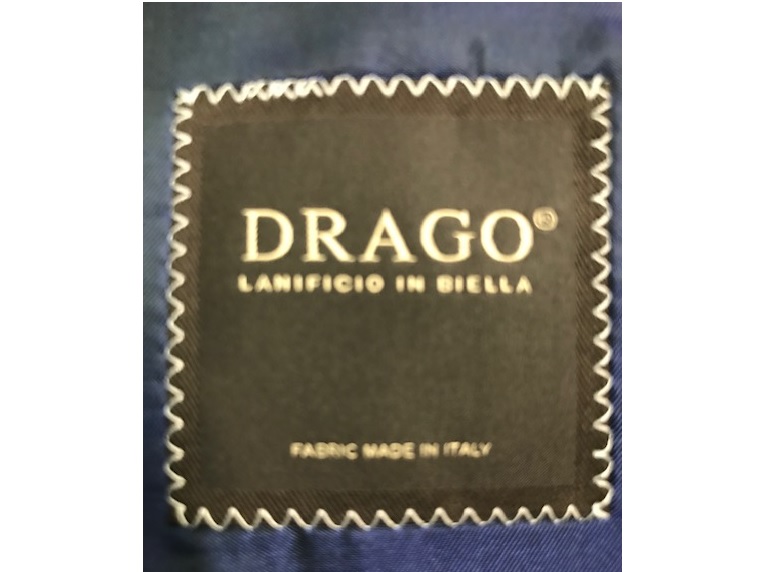 DRAGO®
LANIFICIO IN BIELLA
FABRIC MADE IN ITALY